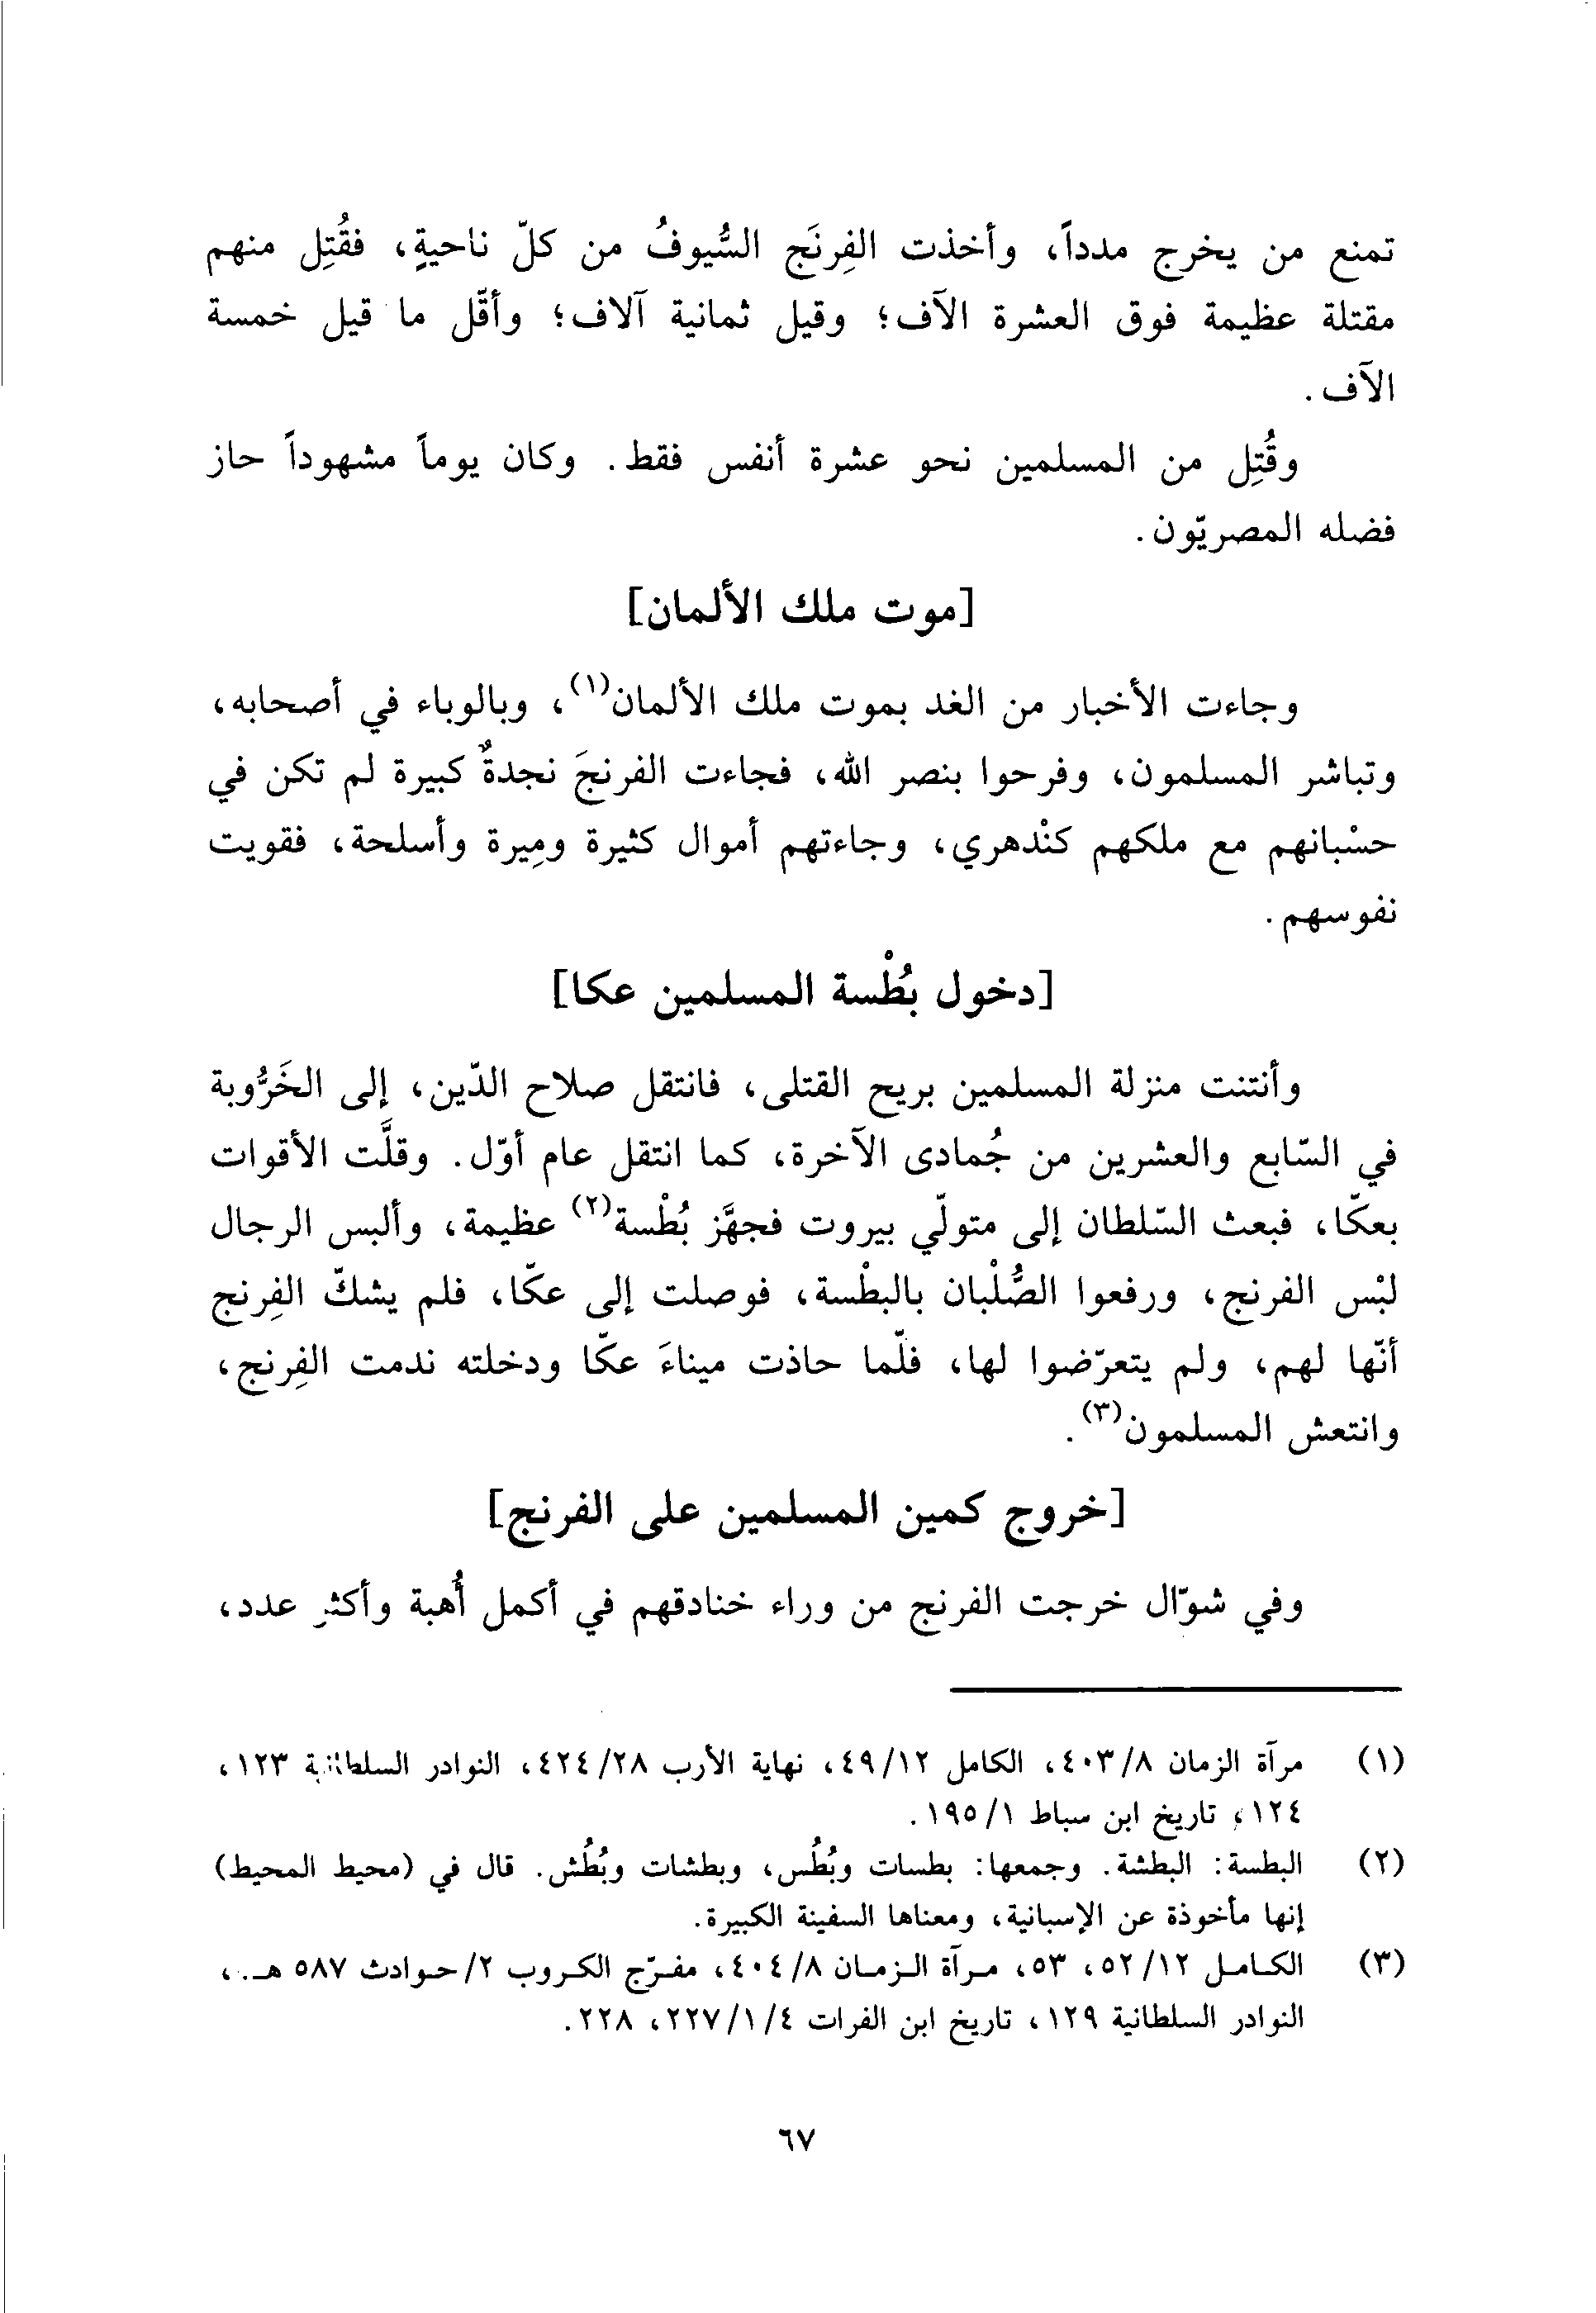 تمنع من يخرج مدداً، وأخذت الفِرنَج السُّيوفُ من كلّ ناحيةٍ، فقُتِل منهم
مقتلة عظيمة فوق العشرة الآف؛ وقيل ثمانية آلاف؛ وأقّل ما قيل خمسة
الآف.
وقُتِل من المسلمين نحو عشرة أنفس فقط. وكان يوماً مشهوداً حاز
فضله المصريّون.
[موت ملك الألمان]
وجاءت الأخبار من الغد بموت ملك الألمان(١)، وبالوباء في أصحابه،
وتباشر المسلمون، وفرحوا بنصر الله، فجاءت الفرنجَ نجدةٌ كبيرة لم تكن في
حسْبانهم مع ملكهم كنْدهري، وجاءتهم أموال كثيرة ومِيرة وأسلحة، فقويت
نفوسهم.
[دخول بُطْسة المسلمين عكا]
وأنتنت منزلة المسلمين بريح القتلى، فانتقل صلاح الدّين، إلى الخَرُّوبة
في السّابع والعشرين من جُمادى الآخرة، كما انتقل عام أوّل. وقلَّت الأقوات
بعكّا، فبعث السّلطان إلى متولّي بيروت فجهَّز بُطْسة(٢) عظيمة، وألبس الرجال
لبْس الفرنج، ورفعوا الصُّلْبان بالبطْسة، فوصلت إلى عكّا، فلم يشكّ الفِرنج
أنّها لهم، ولم يتعرّضوا لها، فلّما حاذت ميناءَ عكّا ودخلته ندمت الفِرنج،
وانتعش المسلمون(٣).
[خروج كمين المسلمين على الفرنج]
وفي شوّال خرجت الفرنج من وراء خنادقهم في أكمل أُهبة وأكثر عدد،
(١) مرآة الزمان ٤٠٣/٨، الكامل ٤٩/١٢، نهاية الأرب ٤٢٤/٢٨، النوادر السلطانية ١٢٣،
١٢٤، تاريخ ابن سباط ١٩٥/١.
(٢) البطسة: البطشة. وجمعها: بطسات وبُطُس، وبطشات وبُطُش. قال في (محيط المحيط)
إنها مأخوذة عن الإسبانية، ومعناها السفينة الكبيرة.
(٣) الكامل ٥٢/١٢، ٥٣، مرآة الزمان ٤٠٤/٨، مفرّج الكروب ٢/حوادث ٥٨٧ هـ.،
النوادر السلطانية ١٢٩، تاريخ ابن الفرات ٢٢٧/١/٤، ٢٢٨.
٦٧